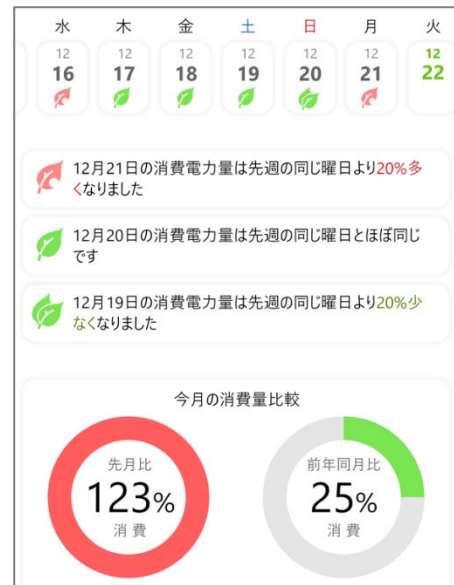 水 木 金 土 日 月 火
12 12 12 12 12 12 12
16 17 18 19 20 21 22
12月21日の消費電力量は先週の同じ曜日より20%多
くなりました
12月20日の消費電力量は先週の同じ曜日とほぼ同じ
です
12月19日の消費電力量は先週の同じ曜日より20%少
なくなりました
今月の消費量比較
先月比 前年同月比
123% 25%
消費 消費